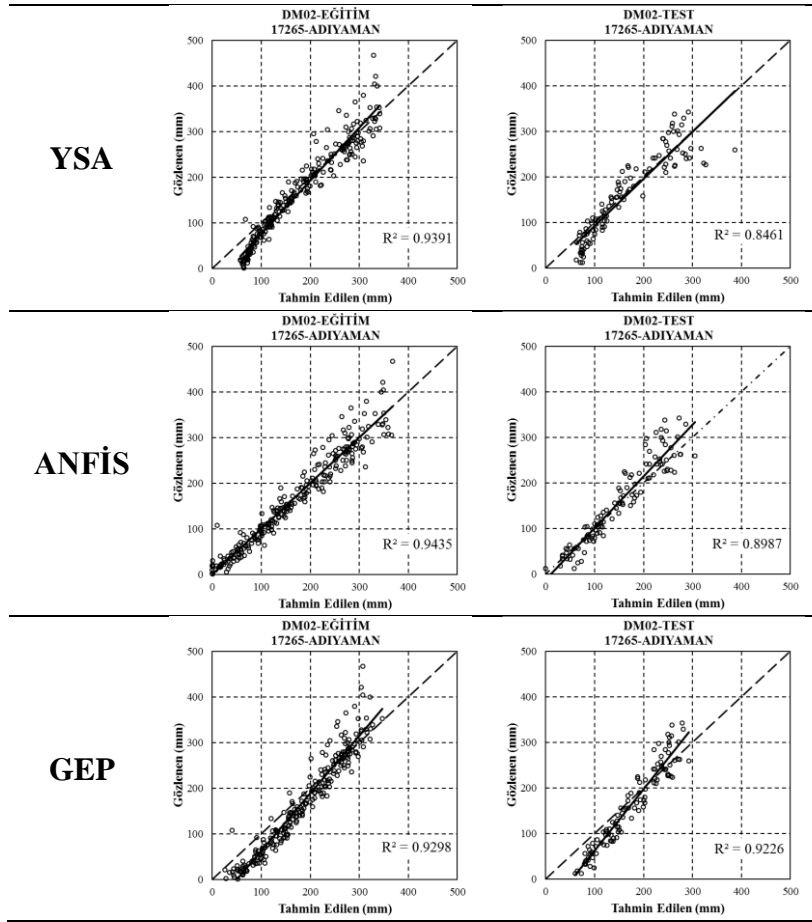 DM02-EĞİTİM
17265-ADIYAMAN
500
400
300
200
100
0
Gözlenen (mm)
R² = 0.9391
0 100 200 300 400 500
Tahmin Edilen (mm)
DM02-TEST
17265-ADIYAMAN
500
400
300
200
100
0
Gözlenen (mm)
R² = 0.8461
0 100 200 300 400 500
Tahmin Edilen (mm)
YSA
DM02-EĞİTİM
17265-ADIYAMAN
500
400
300
200
100
0
Gözlenen (mm)
R² = 0.9435
0 100 200 300 400 500
Tahmin Edilen (mm)
DM02-TEST
17265-ADIYAMAN
500
400
300
200
100
0
Gözlenen (mm)
R² = 0.8987
0 100 200 300 400 500
Tahmin Edilen (mm)
ANFİS
DM02-EĞİTİM
17265-ADIYAMAN
500
400
300
200
100
0
Gözlenen (mm)
R² = 0.9298
0 100 200 300 400 500
Tahmin Edilen (mm)
DM02-TEST
17265-ADIYAMAN
500
400
300
200
100
0
Gözlenen (mm)
R² = 0.9226
0 100 200 300 400 500
Tahmin Edilen (mm)
GEP